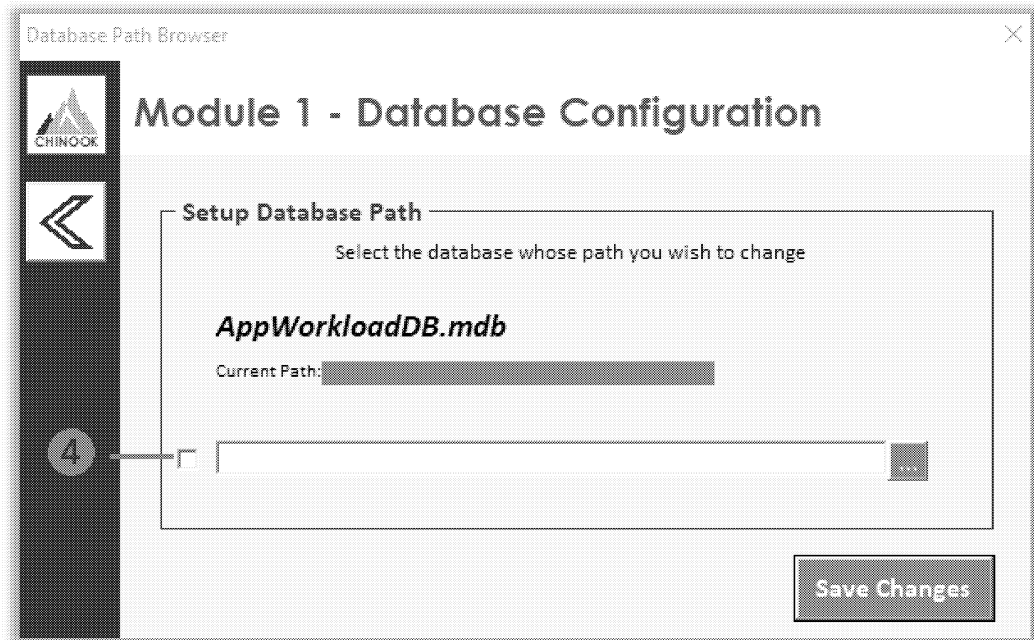 Database Path Browser
CHINOOK
Module 1 - Database Configuration
Setup Database Path
Select the database whose path you wish to change
AppWorkloadDB.mdb
Current Path:
4
...
Save Changes